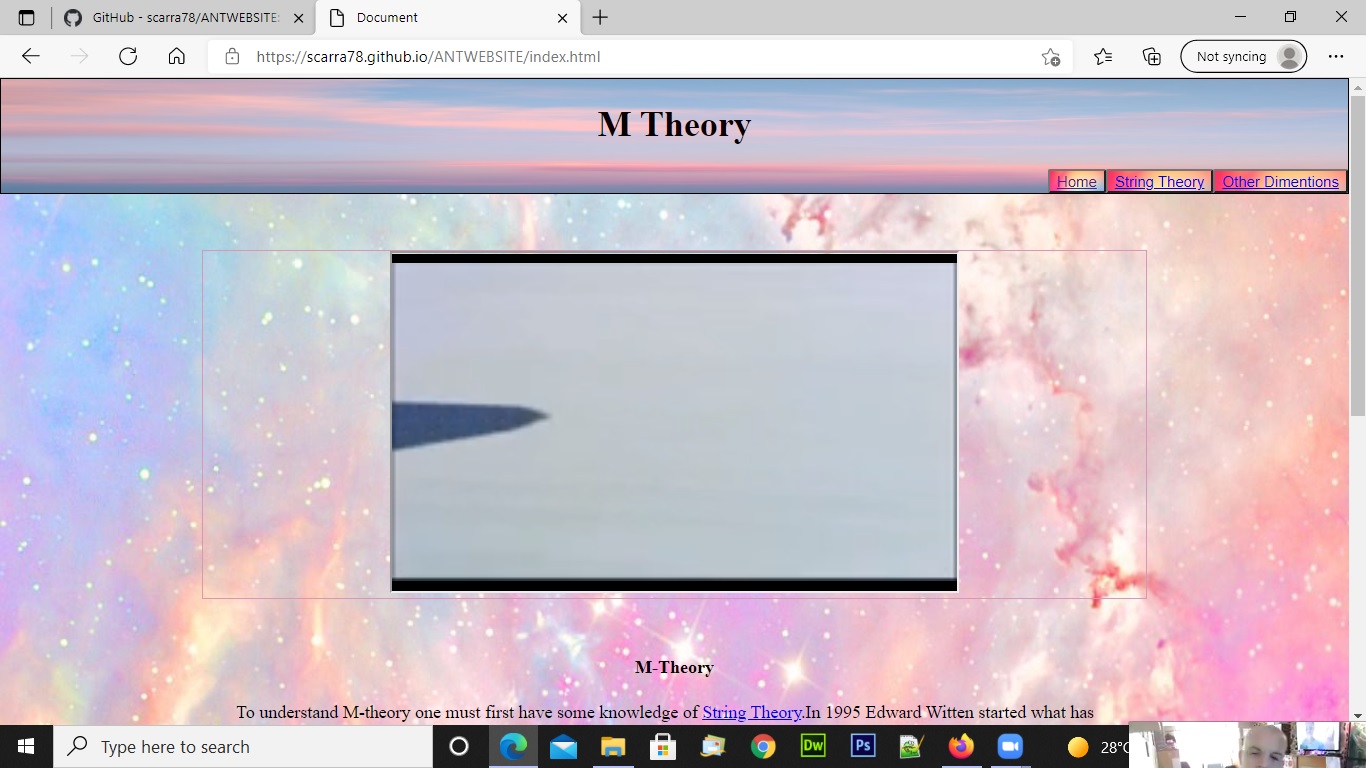 GitHub - scarra78/ANTWEBSITE:
Document
https://scarra78.github.io/ANTWEBSITE/index.html
Not syncing
M Theory
Home
String Theory
Other Dimentions
M-Theory
To understand M-theory one must first have some knowledge of String Theory.In 1995 Edward Witten started what has
Type here to search
Dw
Ps
28°C